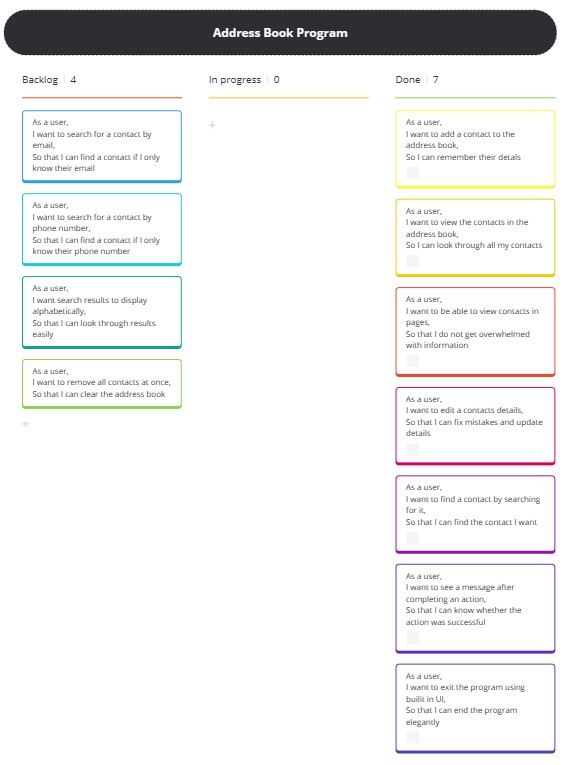 Address Book Program
Backlog | 4
As a user,
I want to search for a contact by
email,
So that I can find a contact if I only
know their email
As a user,
I want to search for a contact by
phone number,
So that I can find a contact if I only
know their phone number
As a user,
I want search results to display
alphabetically,
So that I can look through results
easily
As a user,
I want to remove all contacts at once,
So that I can clear the address book
+
In progress | 0
+
Done | 7
As a user,
I want to add a contact to the
address book,
So I can remember their detals
As a user,
I want to view the contacts in the
address book,
So I can look through all my contacts
As a user,
I want to be able to view contacts in
pages,
So that I do not get overwhelmed
with information
As a user,
I want to edit a contacts details,
So that I can fix mistakes and update
details
As a user,
I want to find a contact by searching
for it,
So that I can find the contact I want
As a user,
I want to see a message after
completing an action,
So that I can know whether the
action was successful
As a user,
I want to exit the program using
builit in UI,
So that I can end the program
elegantly